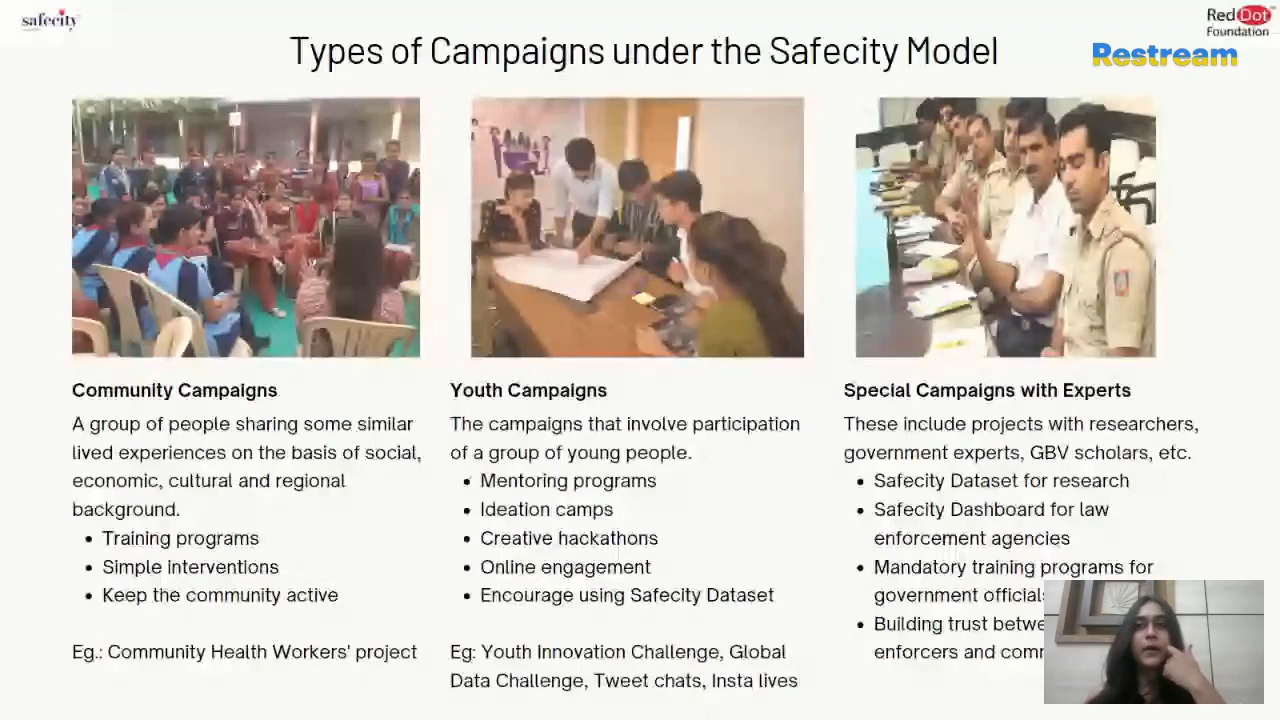 safecity
Red Dot
Foundation
Restream
Types of Campaigns under the Safecity Model
Community Campaigns
A group of people sharing some similar
lived experiences on the basis of social,
economic, cultural and regional
background.
• Training programs
• Simple interventions
• Keep the community active
Eg.: Community Health Workers' project
Youth Campaigns
The campaigns that involve participation
of a group of young people.
• Mentoring programs
• Ideation camps
• Creative hackathons
• Online engagement
• Encourage using Safecity Dataset
Eg: Youth Innovation Challenge, Global
Data Challenge, Tweet chats, Insta lives
Special Campaigns with Experts
These include projects with researchers,
government experts, GBV scholars, etc.
• Safecity Dataset for research
• Safecity Dashboard for law
enforcement agencies
• Mandatory training programs for
government officials
• Building trust
enforcers and